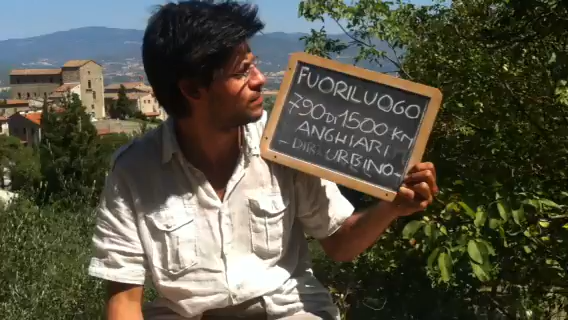 FUORILUOGO
790 DI 1500 KM
ANGHIARI
- DIR. URBINO -